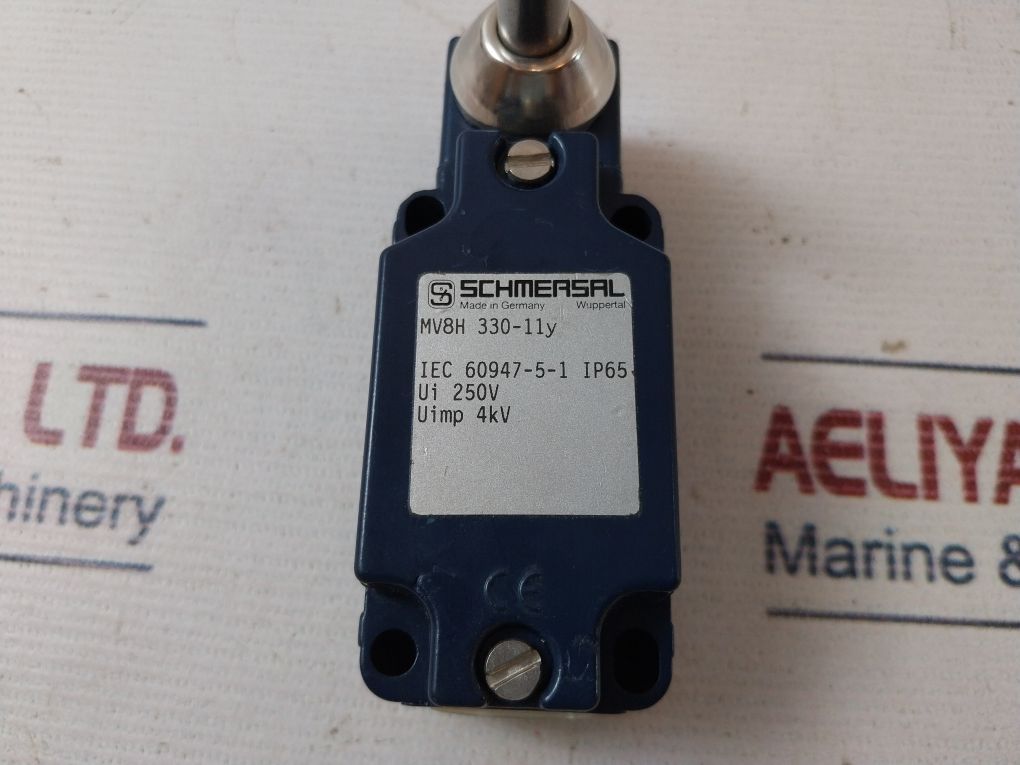 SCHMERSAL
Made in Germany Wuppertal
MV8H 330-11y
IEC 60947-5-1 IP65
Ui 250V
Uimp 4kV
CE
LTD.
AELIYA
Marine &